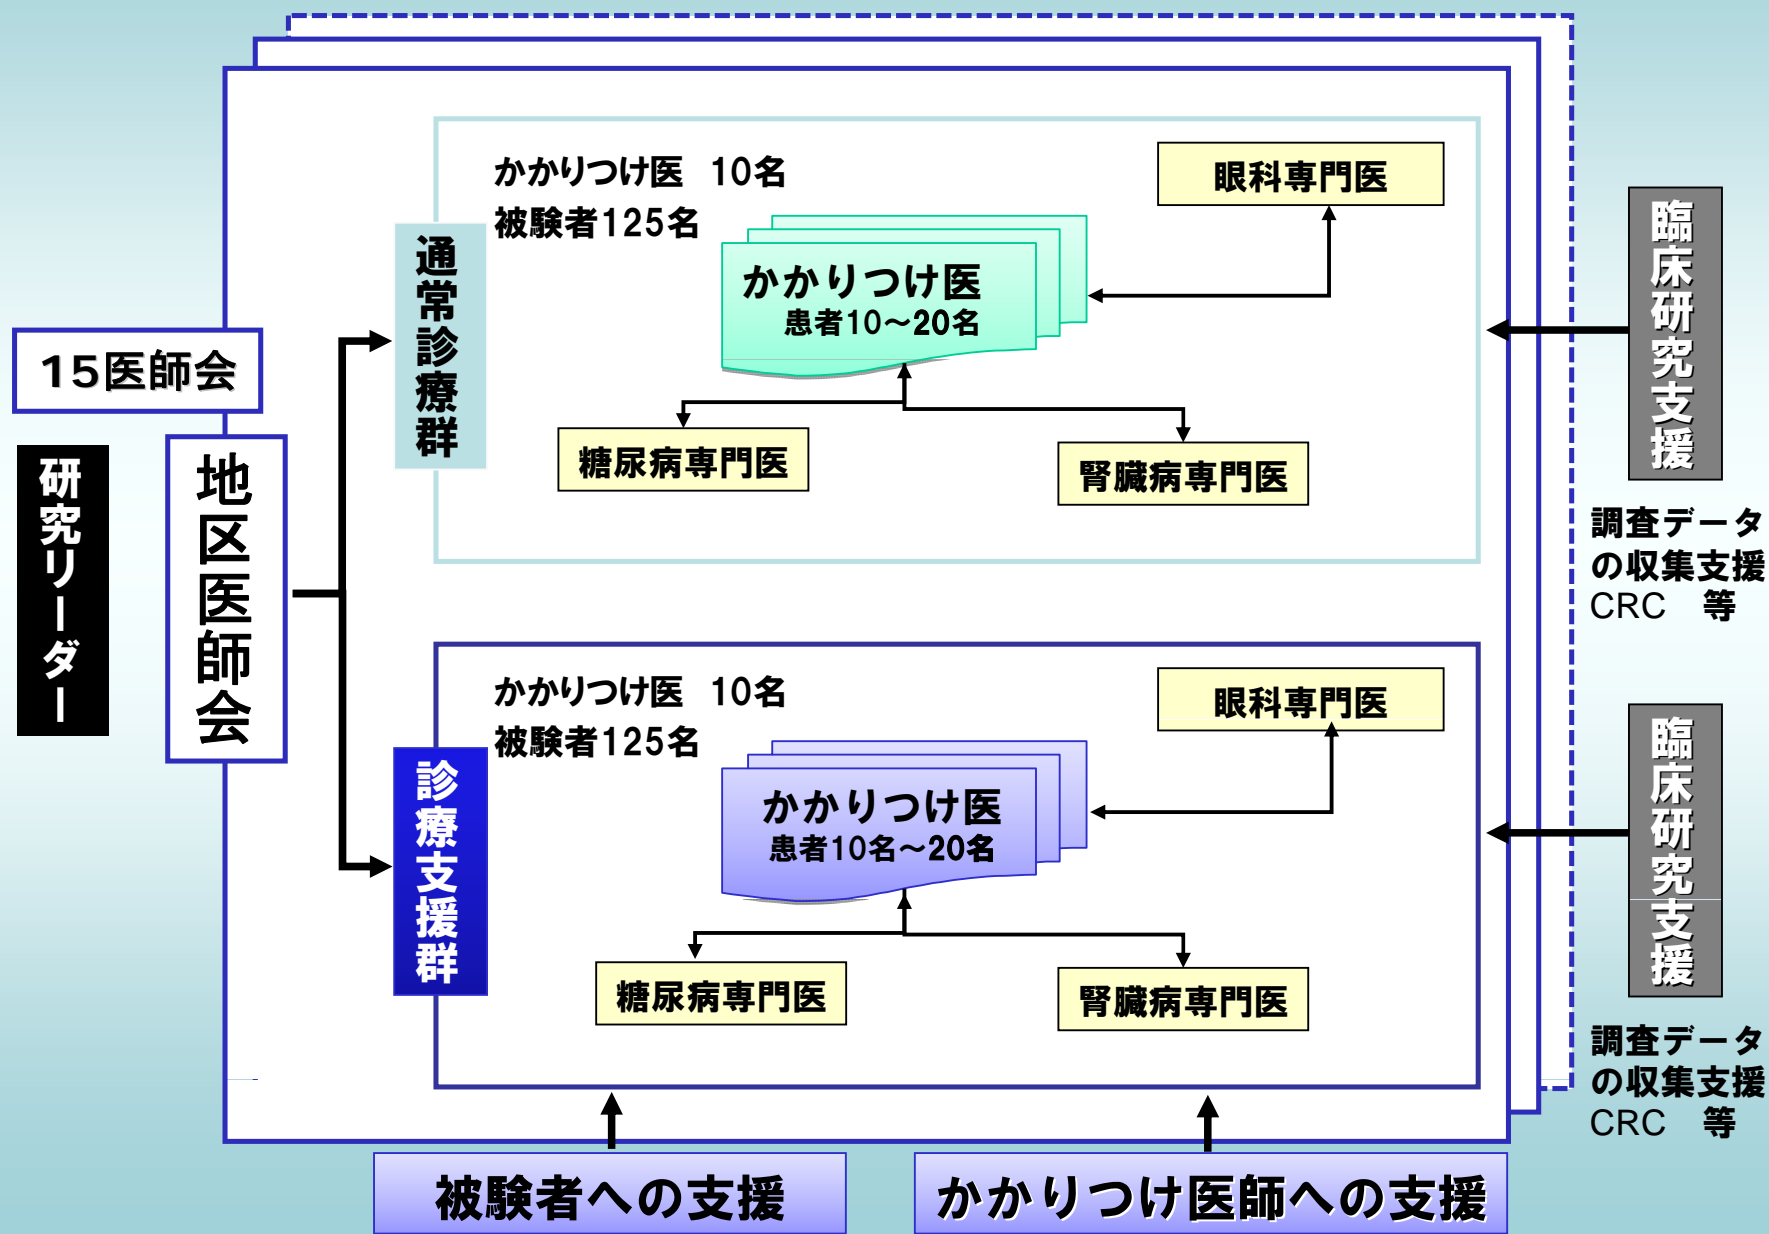 15医師会
研究リーダー
地区医師会
通常診療群
かかりつけ医　10名
被験者125名
かかりつけ医
患者10～20名
眼科専門医
糖尿病専門医
腎臓病専門医
臨床研究支援
調査データ
の収集支援
CRC　等
診療支援群
かかりつけ医　10名
被験者125名
かかりつけ医
患者10名～20名
眼科専門医
糖尿病専門医
腎臓病専門医
臨床研究支援
調査データ
の収集支援
CRC　等
被験者への支援
かかりつけ医師への支援